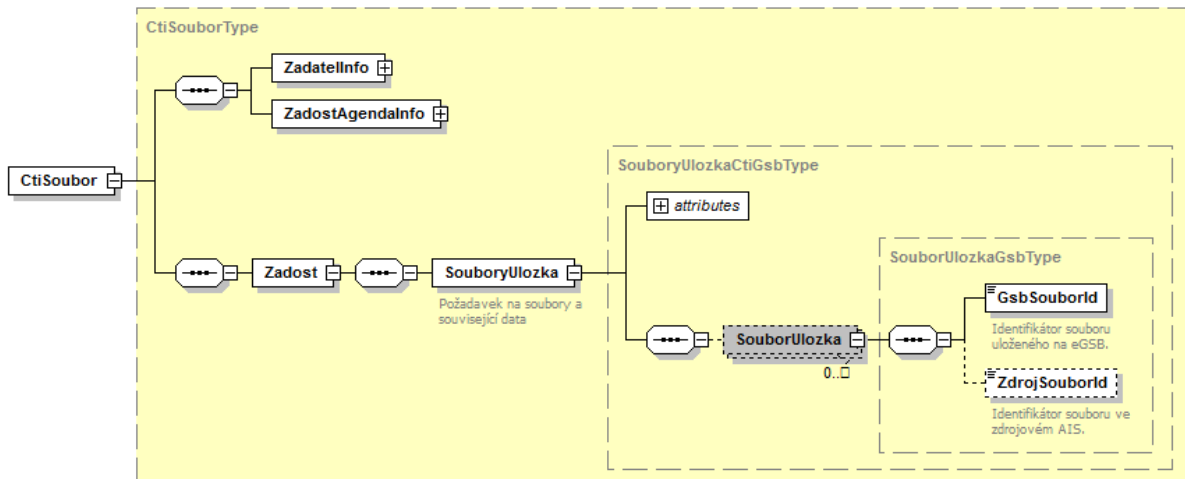 CtiSouborType
ZadatelInfo
ZadostAgendaInfo
CtiSoubor
SouboryUlozkaCtiGsbType
attributes
SouborUlozkaGsbType
Zadost
SouboryUlozka
Požadavek na soubory a
související data
GsbSouborId
Identifikátor souboru
uloženého na eGSB.
SouborUlozka
0..□
ZdrojSouborId
Identifikátor souboru ve
zdrojovém AIS.